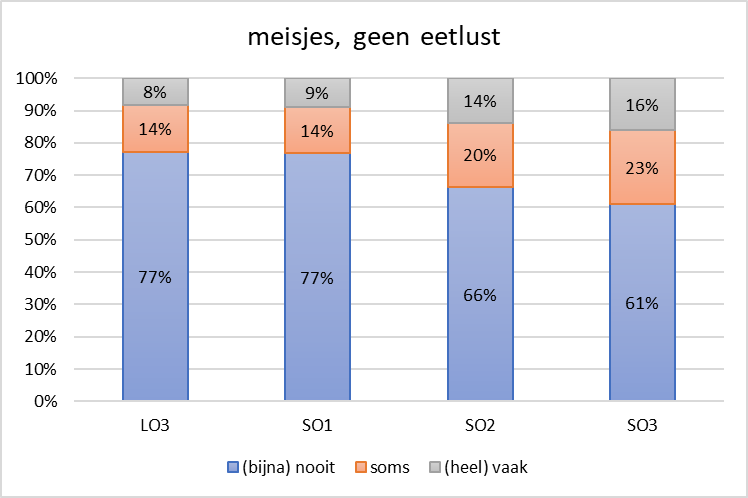 meisjes, geen eetlust
100%
90%
80%
70%
60%
50%
40%
30%
20%
10%
0%
8%
9%
14%
16%
14%
14%
20%
23%
77%
77%
66%
61%
LO3
SO1
SO2
SO3
(bijna) nooit
soms
(heel) vaak